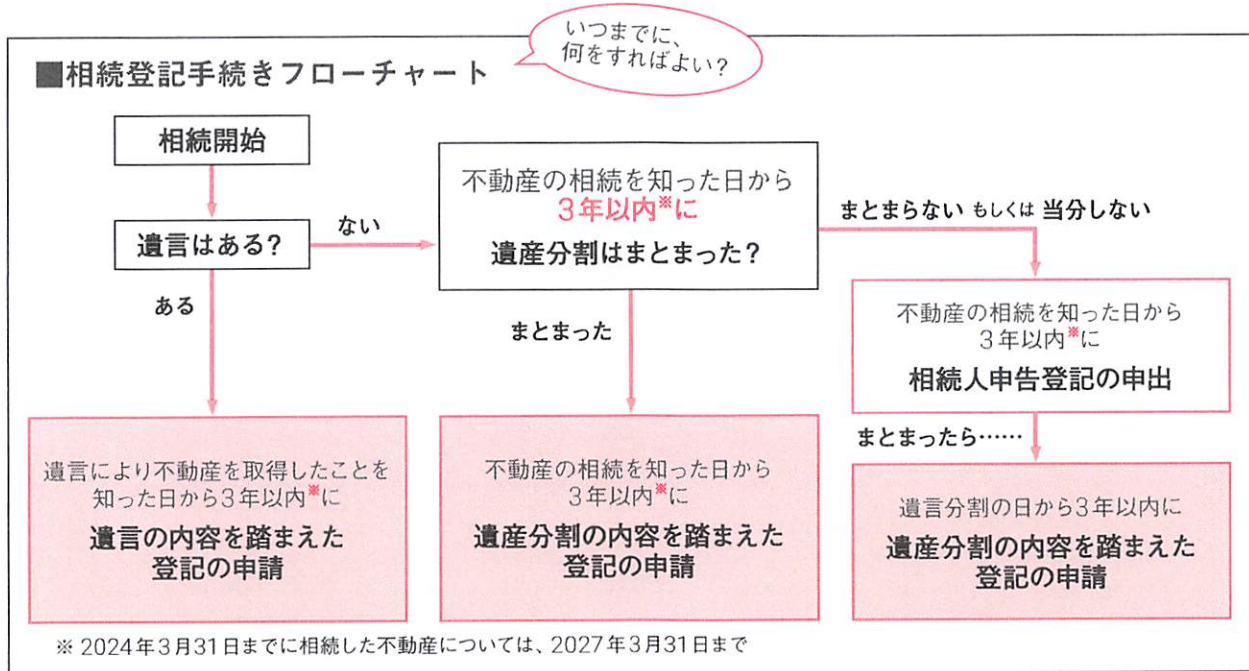 いつまでに、
何をすればよい?
■相続登記手続きフローチャート
相続開始
遺言はある?
ない
ある
不動産の相続を知った日から
3年以内※に
遺産分割はまとまった?
まとまらない もしくは 当分しない
まとまった
不動産の相続を知った日から
3年以内※に
相続人申告登記の申出
まとまったら……
遺言により不動産を取得したことを
知った日から3年以内※に
遺言の内容を踏まえた
登記の申請
不動産の相続を知った日から
3年以内※に
遺産分割の内容を踏まえた
登記の申請
遺言分割の日から3年以内に
遺産分割の内容を踏まえた
登記の申請
※ 2024年3月31日までに相続した不動産については、2027年3月31日まで